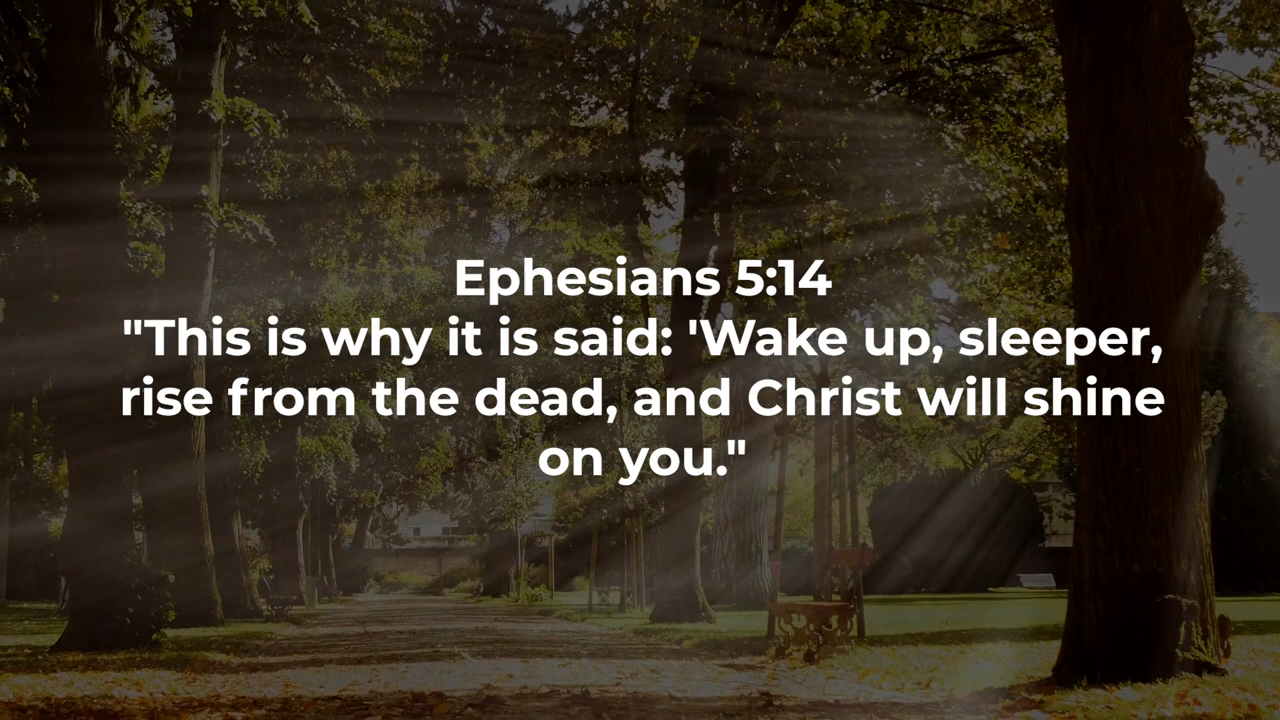 Ephesians 5:14
"This is why it is said: 'Wake up, sleeper,
rise from the dead, and Christ will shine
on you."